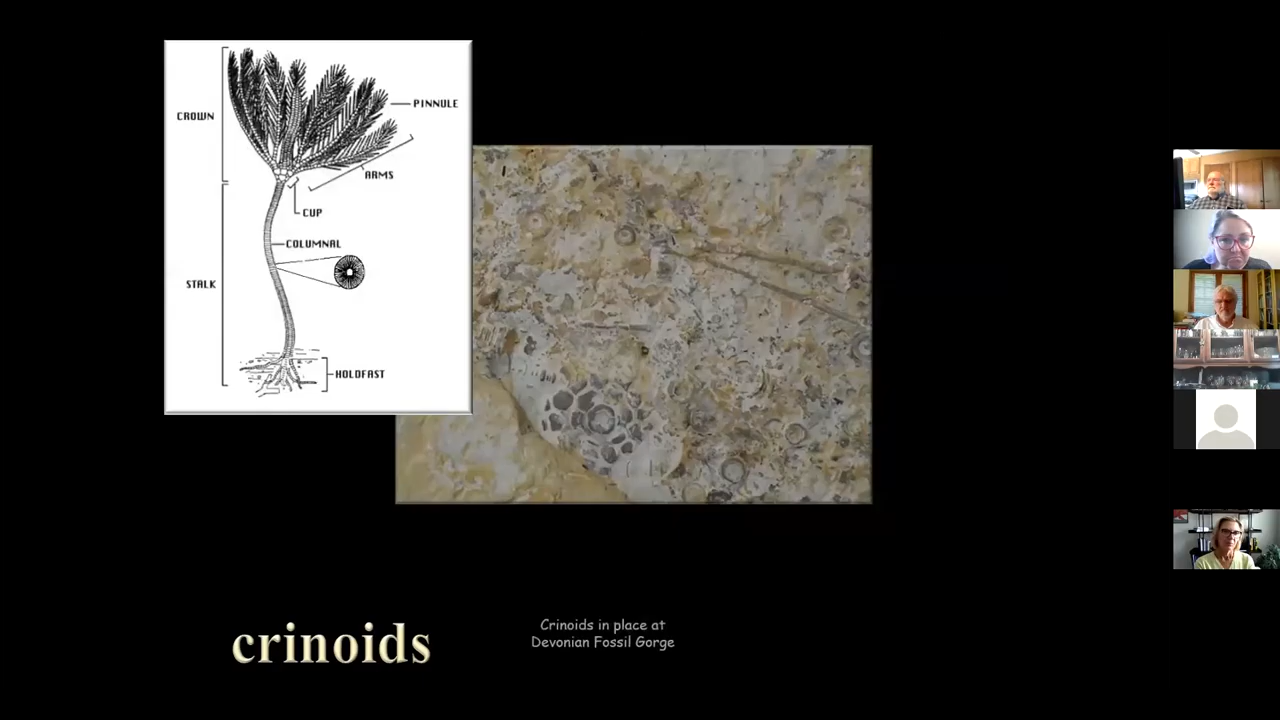 CROWN
PINNULE
ARMS
CUP
COLUMNAL
STALK
HOLDFAST
crinoids
Crinoids in place at
Devonian Fossil Gorge